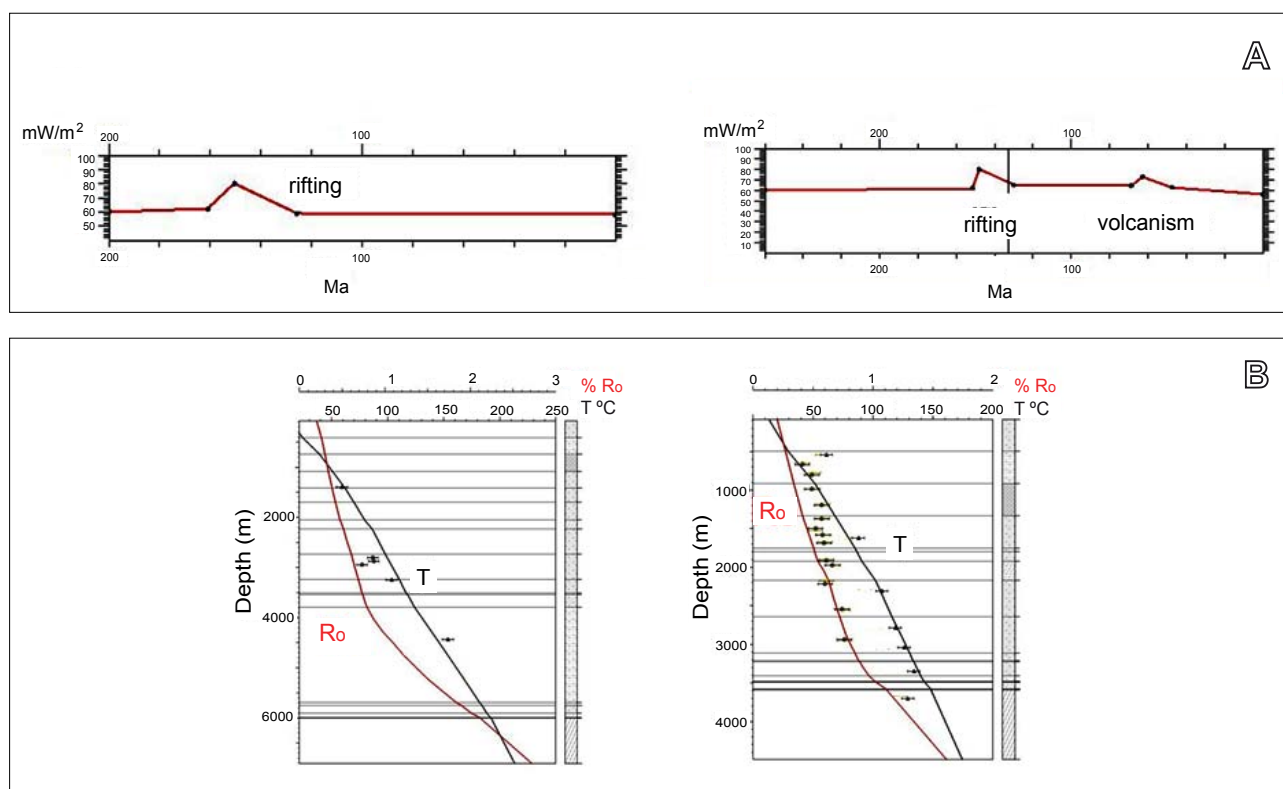 A
mW/m²
200 100
100
90
80
70
60
50
rifting
200 100
Ma
mW/m²
200 100
100
90
80
70
60
50
40
30
20
10
rifting
volcanism
200 100
Ma
B
0 1 2 3 % Ro
50 100 150 200 250 T ºC
2000
4000
6000
Depth (m)
Ro
T
0 1 2 % Ro
50 100 150 200 T ºC
1000
2000
3000
4000
Depth (m)
Ro
T